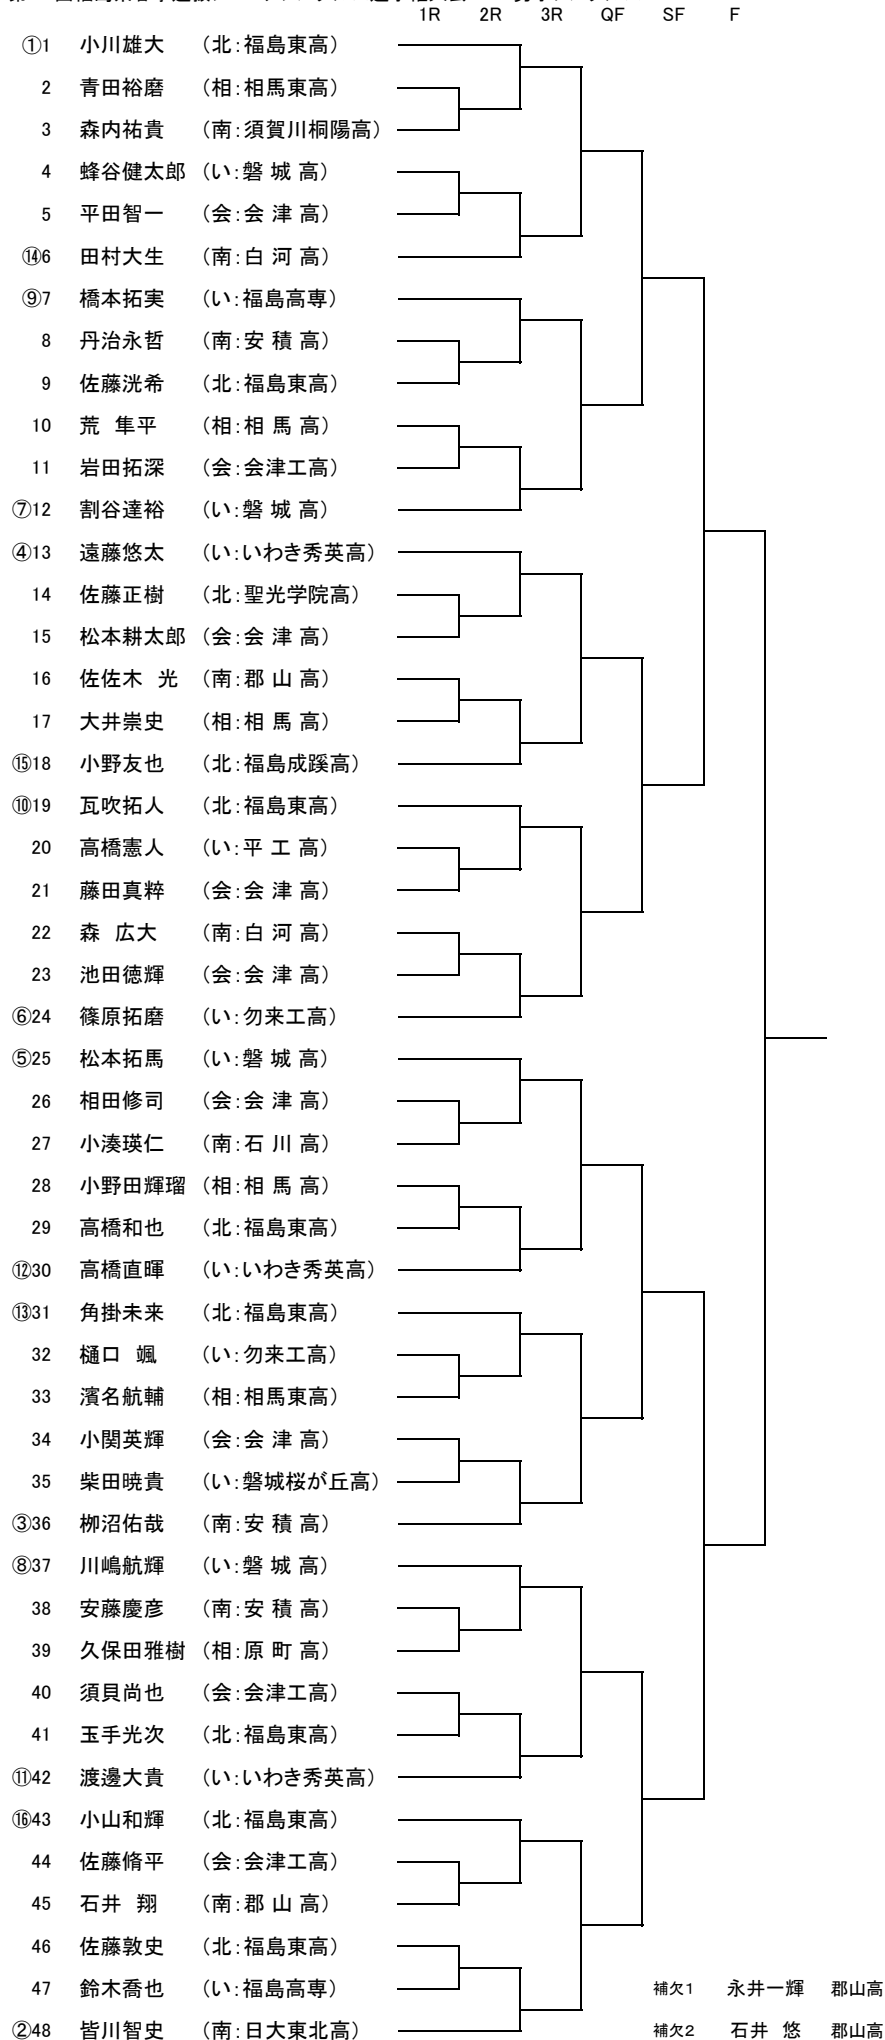 1R 2R 3R QF SF F
①1 小川雄大 (北:福島東高)
2 青田裕磨 (相:相馬東高)
3 森内祐貴 (南:須賀川桐陽高)
4 蜂谷健太郎 (い:磐 城 高)
5 平田智一 (会:会 津 高)
⑭6 田村大生 (南:白 河 高)
⑨7 橋本拓実 (い:福島高専)
8 丹治永哲 (南:安 積 高)
9 佐藤洸希 (北:福島東高)
10 荒 隼平 (相:相 馬 高)
11 岩田拓深 (会:会津工高)
⑦12 割谷達裕 (い:磐 城 高)
④13 遠藤悠太 (い:いわき秀英高)
14 佐藤正樹 (北:聖光学院高)
15 松本耕太郎 (会:会 津 高)
16 佐佐木 光 (南:郡 山 高)
17 大井崇史 (相:相 馬 高)
⑮18 小野友也 (北:福島成蹊高)
⑩19 瓦吹拓人 (北:福島東高)
20 高橋憲人 (い:平 工 高)
21 藤田真粋 (会:会 津 高)
22 森 広大 (南:白 河 高)
23 池田徳輝 (会:会 津 高)
⑥24 篠原拓磨 (い:勿来工高)
⑤25 松本拓馬 (い:磐 城 高)
26 相田修司 (会:会 津 高)
27 小湊瑛仁 (南:石 川 高)
28 小野田輝瑠 (相:相 馬 高)
29 高橋和也 (北:福島東高)
⑫30 高橋直暉 (い:いわき秀英高)
⑬31 角掛未来 (北:福島東高)
32 樋口 颯 (い:勿来工高)
33 濱名航輔 (相:相馬東高)
34 小関英輝 (会:会 津 高)
35 柴田暁貴 (い:磐城桜が丘高)
③36 栁沼佑哉 (南:安 積 高)
⑧37 川嶋航輝 (い:磐 城 高)
38 安藤慶彦 (南:安 積 高)
39 久保田雅樹 (相:原 町 高)
40 須貝尚也 (会:会津工高)
41 玉手光次 (北:福島東高)
⑪42 渡邊大貴 (い:いわき秀英高)
⑯43 小山和輝 (北:福島東高)
44 佐藤脩平 (会:会津工高)
45 石井 翔 (南:郡 山 高)
46 佐藤敦史 (北:福島東高)
47 鈴木喬也 (い:福島高専) 補欠1 永井一輝 郡山高
②48 皆川智史 (南:日大東北高) 補欠2 石井 悠 郡山高